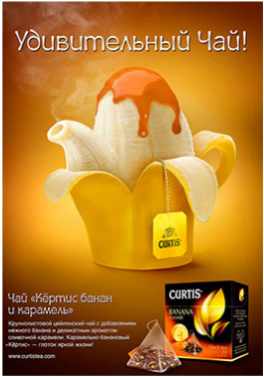 Удивительный Чай!
CURTIS
Чай «Кёртис банан
и карамель»
Крупнолистовой цейлонский чай с добавлением
нежного банана и деликатным ароматом
сливочной карамели. Карамельно-банановый
«Кёртис» — глоток яркой жизни!
www.curtistea.com
CURTIS
BANANA
FLAMBE